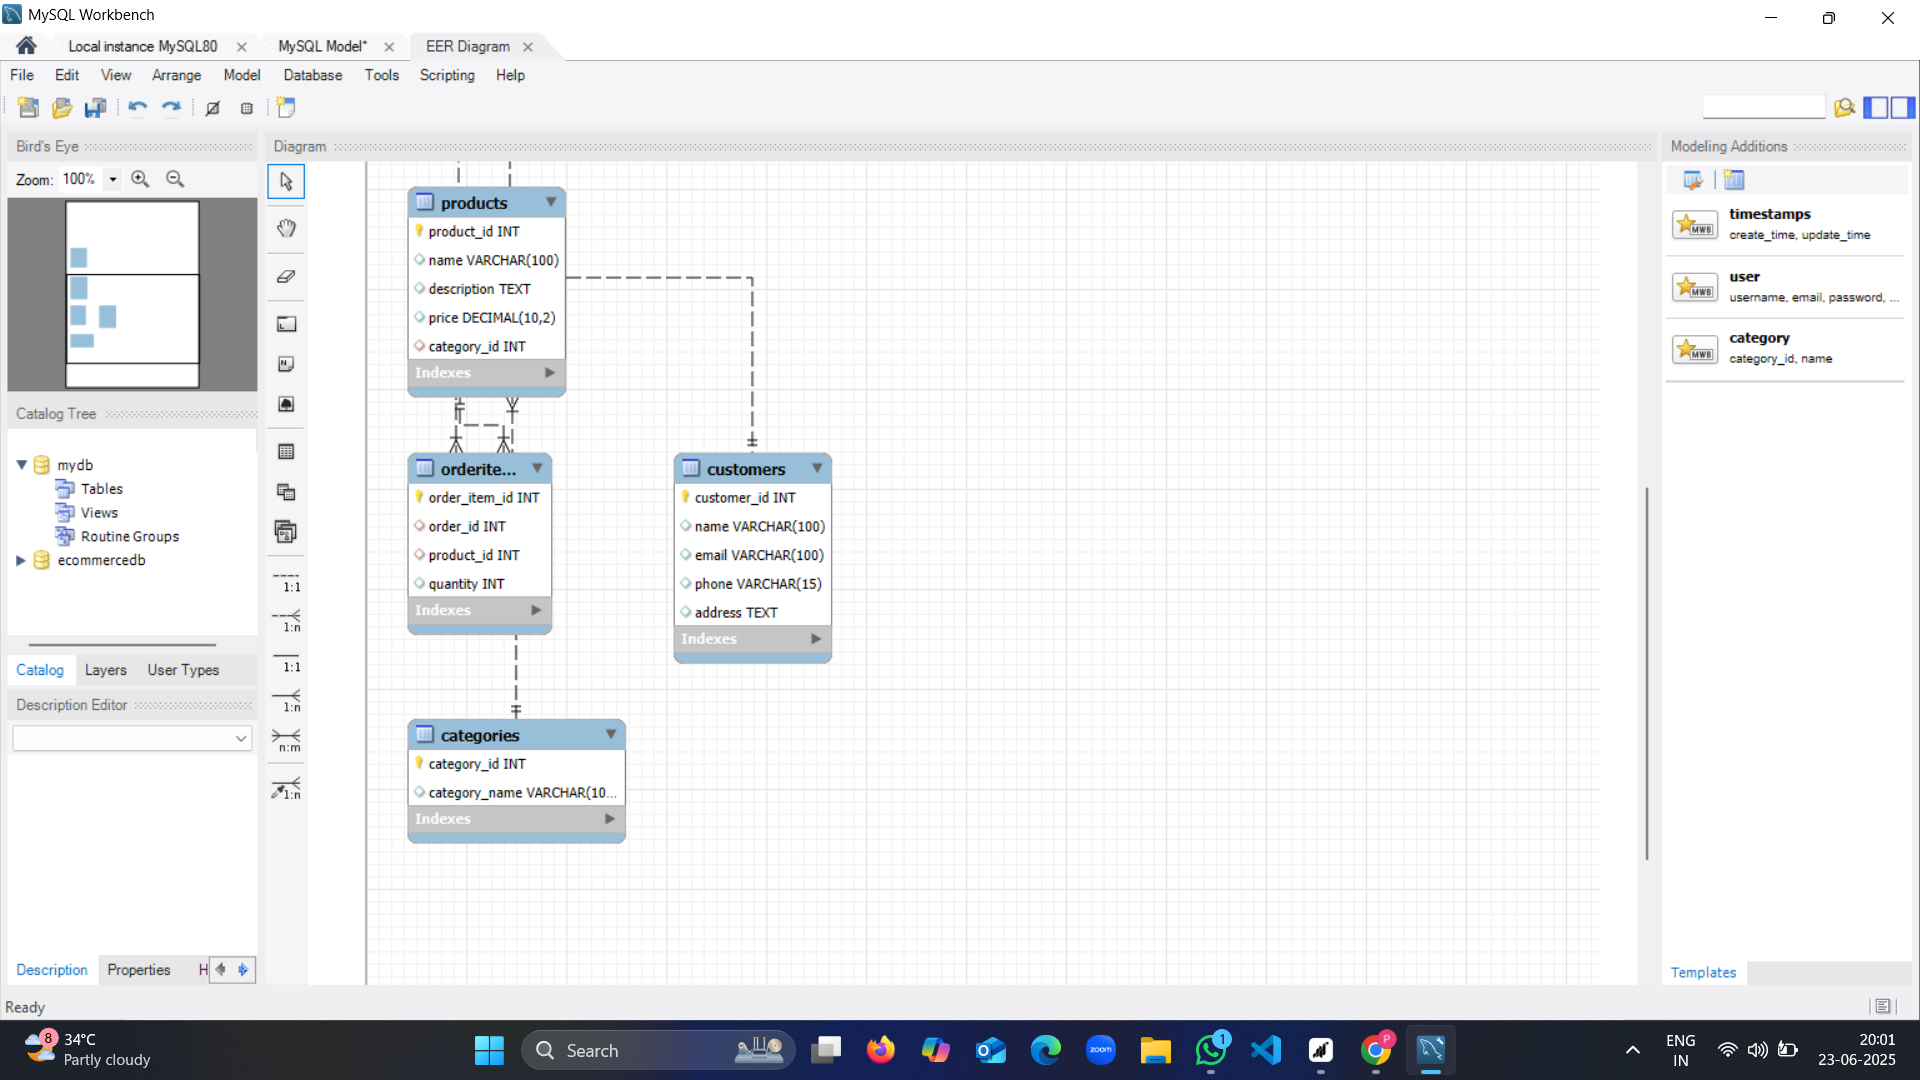 MySQL Workbench
Local instance MySQL80
MySQL Model*
EER Diagram
File Edit View Arrange Model Database Tools Scripting Help
Bird's Eye
Zoom: 100%
Catalog Tree
mydb
Tables
Views
Routine Groups
ecommercedb
Catalog Layers User Types
Description Editor
Description Properties H
Ready
Diagram
1:1
1:n
1:1
1:n
n:m
1:n
products
product_id INT
name VARCHAR(100)
description TEXT
price DECIMAL(10,2)
category_id INT
Indexes
orderite...
order_item_id INT
order_id INT
product_id INT
quantity INT
Indexes
customers
customer_id INT
name VARCHAR(100)
email VARCHAR(100)
phone VARCHAR(15)
address TEXT
Indexes
categories
category_id INT
category_name VARCHAR(10...
Indexes
Modeling Additions
MWB
timestamps
create_time, update_time
MWB
user
username, email, password, ...
MWB
category
category_id, name
Templates
8
34°C
Partly cloudy
Search
zoom
1
P
ENG
IN
20:01
23-06-2025